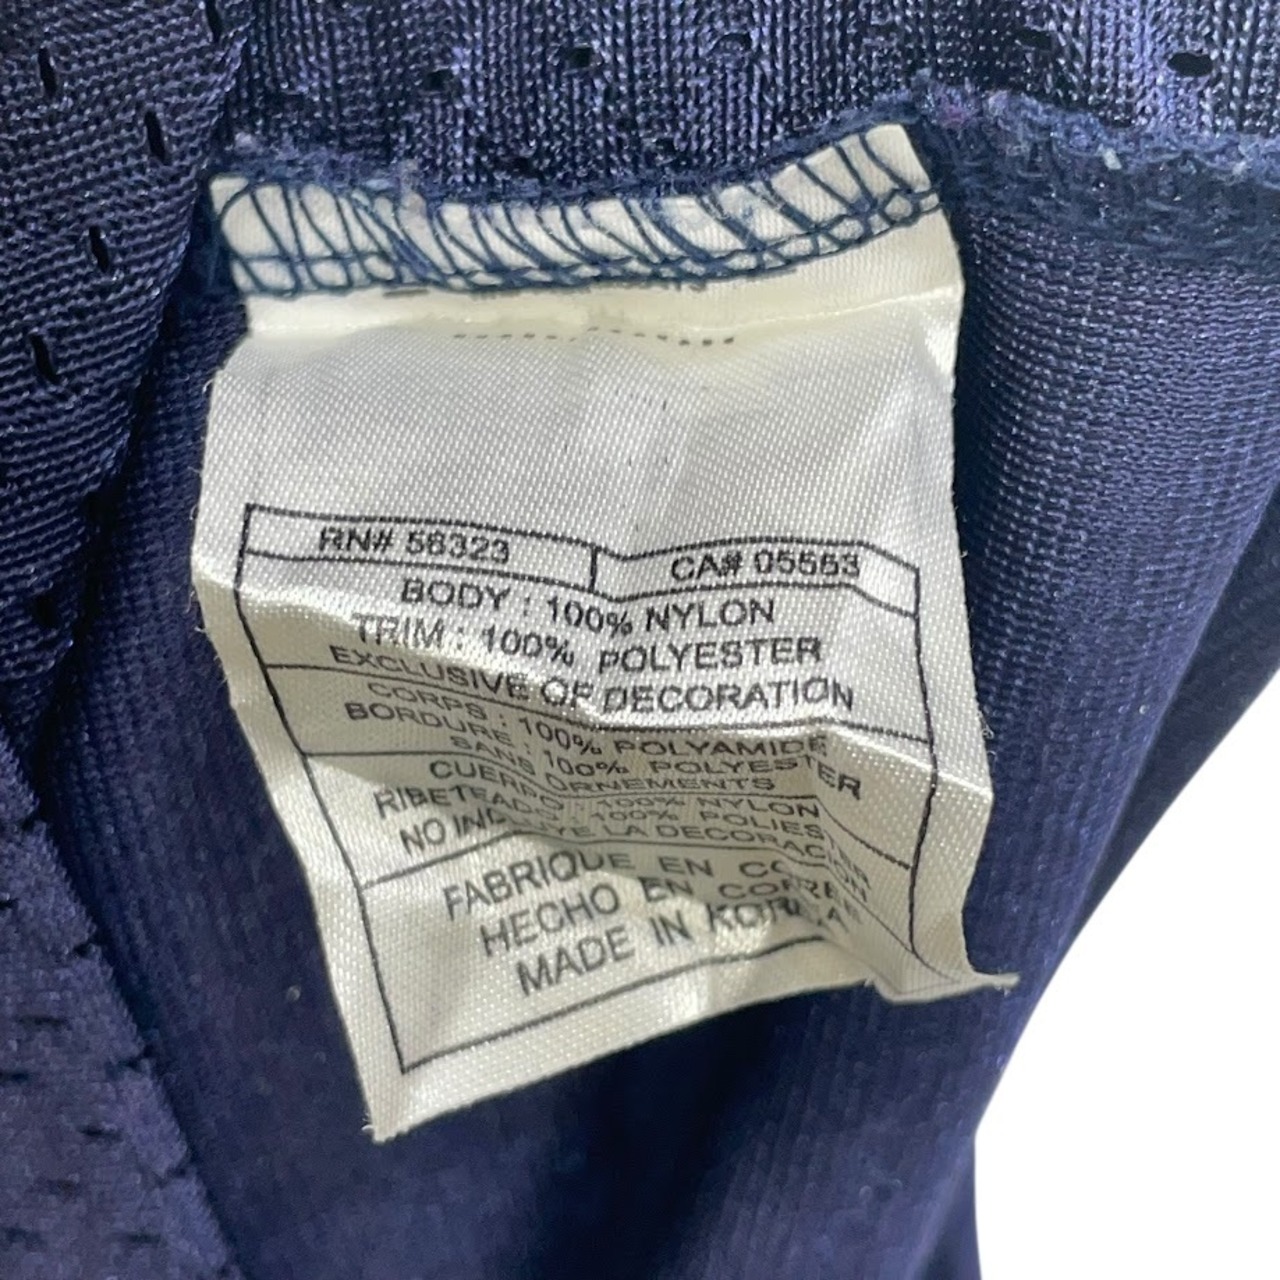 RN# 56323
CA# 05563
BODY : 100% NYLON
TRIM : 100% POLYESTER
EXCLUSIVE OF DECORATION
CORPS : 100% POLYAMIDE
BORDURE : 100% POLYESTER
SANS ORNEMENTS
CUERPO : 100% NYLON
RIBETEADO : 100% POLIESTER
NO INCLUYE LA DECORACION
FABRIQUE EN COREE
HECHO EN COREA
MADE IN KOREA